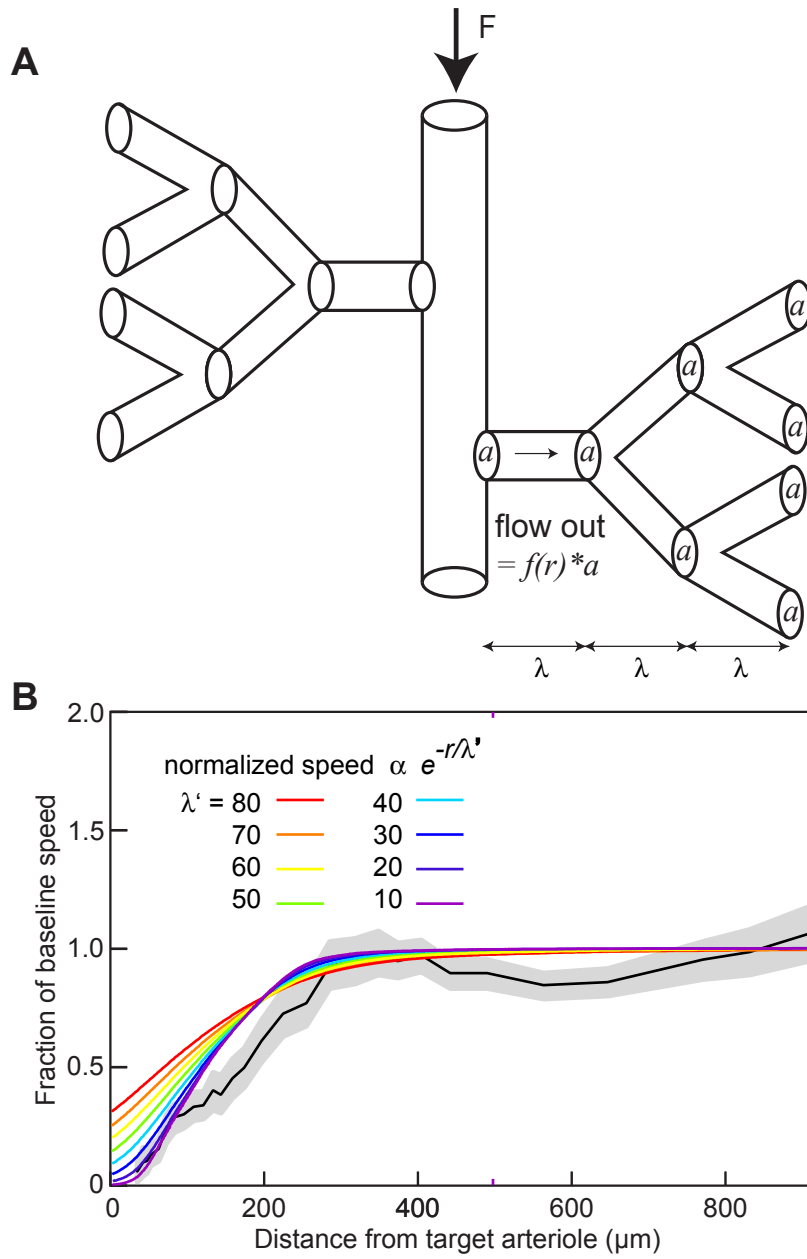 F
A
a
a
a
a
a
a
a
a
flow out
= f(r)*a
λ λ λ
B
2.0
1.5
1.0
0.5
0
Fraction of baseline speed
normalized speed α e^-r/λ'
λ' = 80 40
70 30
60 20
50 10
0 200 400 600 800
Distance from target arteriole (μm)